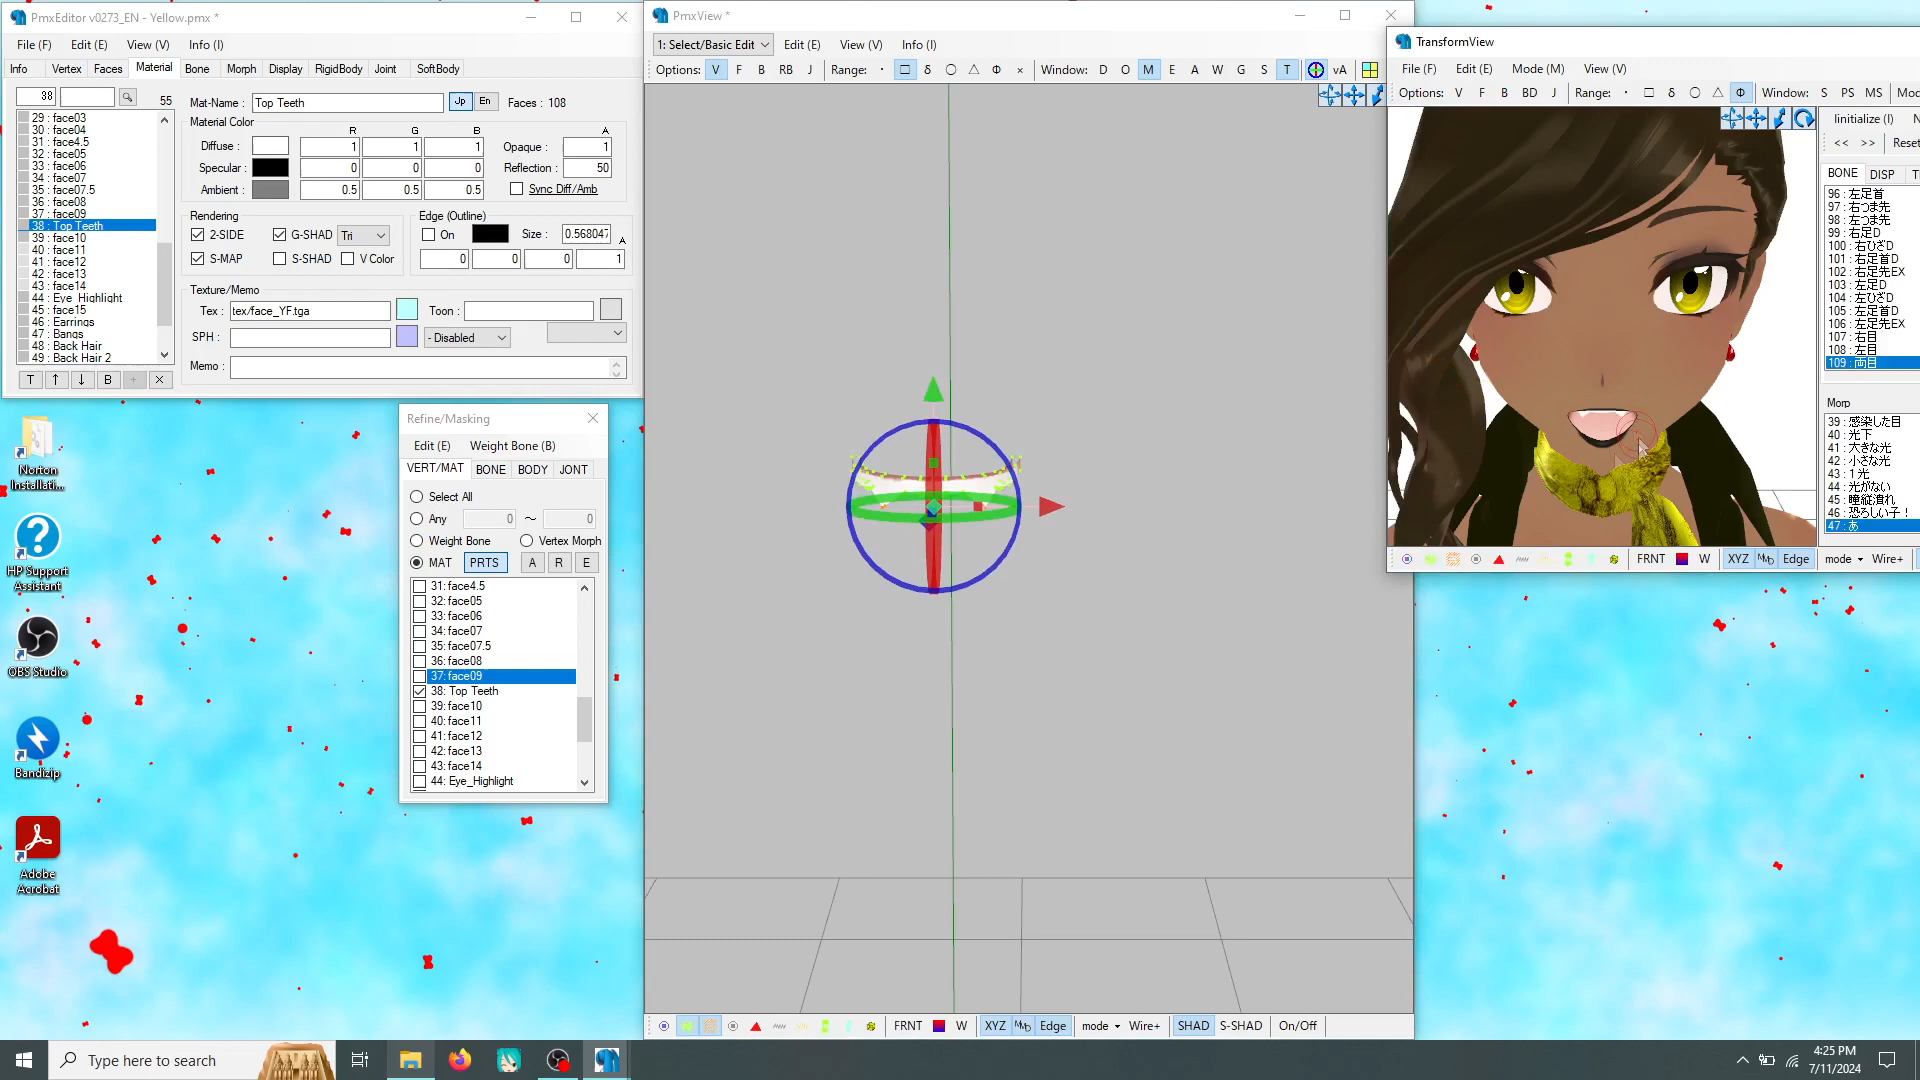 PmxEditor v0273_EN - Yellow.pmx *
File (F) Edit (E) View (V) Info (I)
Info Vertex Faces Material Bone Morph Display RigidBody Joint SoftBody
38
55
29 : face03
30 : face04
31 : face4.5
32 : face05
33 : face06
34 : face07
35 : face07.5
36 : face08
37 : face09
38 : Top Teeth
39 : face10
40 : face11
41 : face12
42 : face13
43 : face14
44 : Eye_Highlight
45 : face15
46 : Earrings
47 : Bangs
48 : Back Hair
49 : Back Hair 2
T ↑ ↓ B + ×
Mat-Name : Top Teeth Jp En Faces : 108
Material Color
R G B A
Diffuse : 1 1 1 Opaque : 1
Specular : 0 0 0 Reflection : 50
Ambient : 0.5 0.5 0.5 Sync Diff/Amb
Rendering
2-SIDE G-SHAD Tri
S-MAP S-SHAD V Color
Edge (Outline)
On Size : 0.568047
A
0 0 0 1
Texture/Memo
Tex : tex/face_YF.tga Toon :
SPH : - Disabled
Memo :
Refine/Masking
Edit (E) Weight Bone (B)
VERT/MAT BONE BODY JONT
Select All
Any 0 ～ 0
Weight Bone Vertex Morph
MAT PRTS A R E
31: face4.5
32: face05
33: face06
34: face07
35: face07.5
36: face08
37: face09
38: Top Teeth
39: face10
40: face11
41: face12
42: face13
43: face14
44: Eye_Highlight
PmxView *
1: Select/Basic Edit Edit (E) View (V) Info (I)
Options: V F B RB J Range: · □ δ ○ △ Φ × Window: D O M E A W G S T vA
FRNT W XYZ Edge mode Wire+ SHAD S-SHAD On/Off
TransformView
File (F) Edit (E) Mode (M) View (V)
Options: V F B BD J Range: · □ δ ○ △ Φ Window: S PS MS
Initialize (I)
<< >> Reset
BONE DISP
96 : 左足首
97 : 右つま先
98 : 左つま先
99 : 右足D
100 : 右ひざD
101 : 右足首D
102 : 右足先EX
103 : 左足D
104 : 左ひざD
105 : 左足首D
106 : 左足先EX
107 : 右目
108 : 左目
109 : 両目
Morp
39 : 感染した目
40 : 光下
41 : 大きな光
42 : 小さな光
43 : 1光
44 : 光がない
45 : 瞳縦潰れ
46 : 恐ろしい子！
47 : あ
FRNT W XYZ Edge mode Wire+
Norton
Installati...
HP Support
Assistant
OBS Studio
Bandizip
Adobe
Acrobat
Type here to search
4:25 PM
7/11/2024